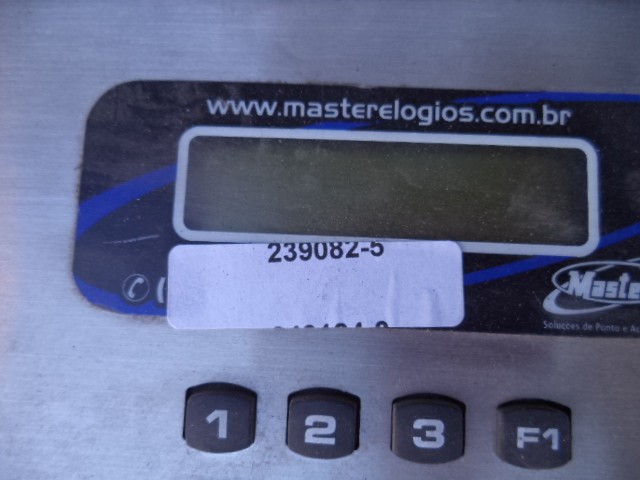 www.masterelogios.com.br
239082-5
(
Master
Soluções de Ponto e
1 2 3 F1